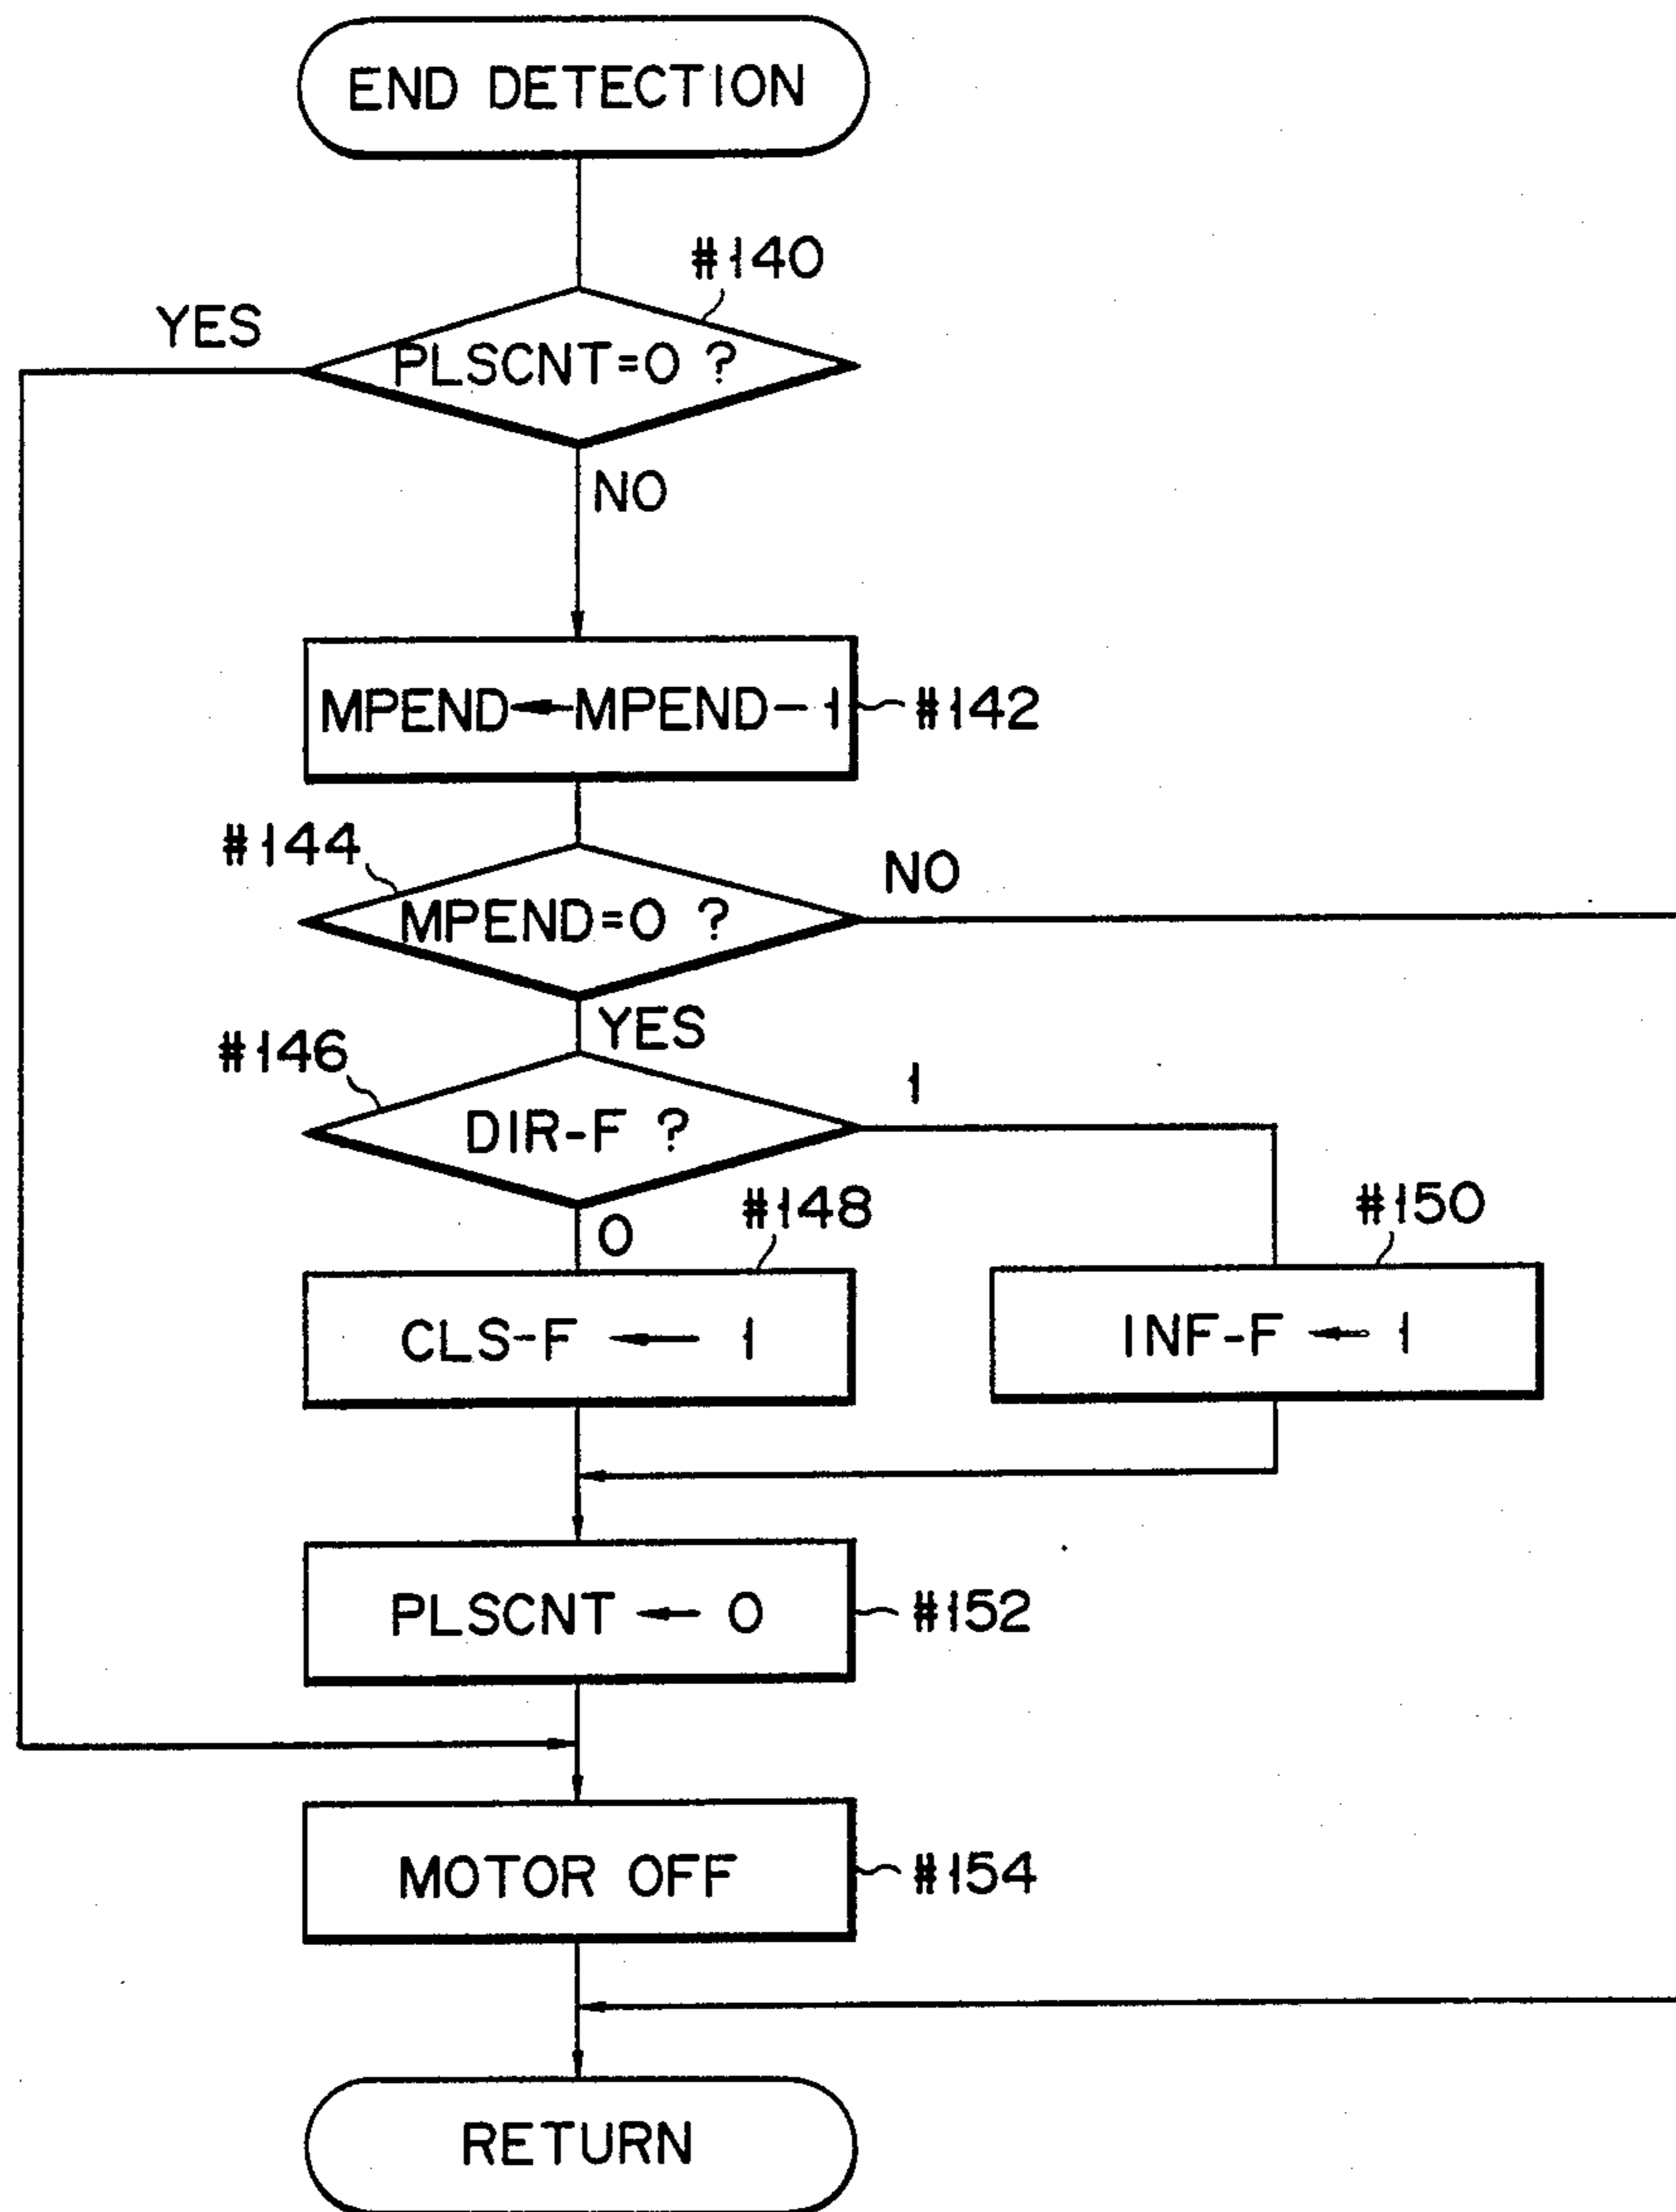 END DETECTION
#140
YES
PLSCNT=0 ?
NO
MPEND←MPEND-1
#142
#144
NO
MPEND=0 ?
YES
#146
1
DIR-F ?
0
#148
#150
CLS-F ← 1
INF-F ← 1
PLSCNT ← 0
#152
MOTOR OFF
#154
RETURN